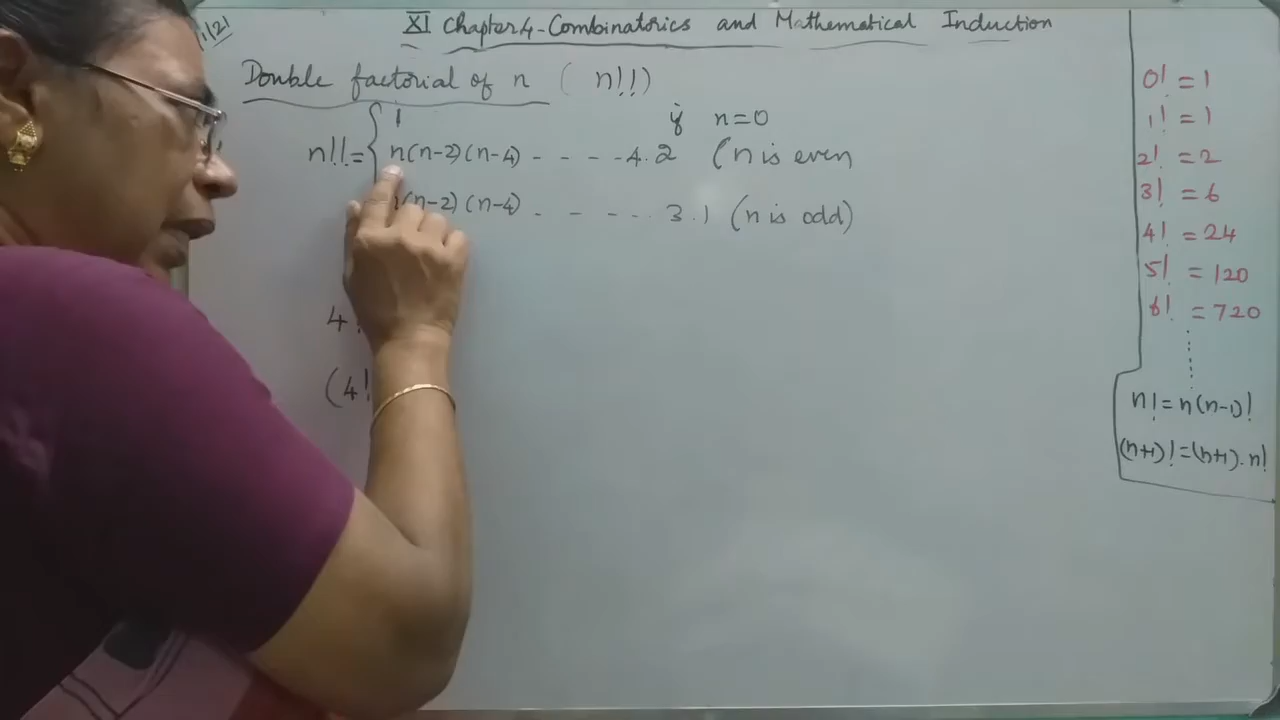 1/21
XI Chapter 4 - Combinatorics and Mathematical Induction
Double factorial of n ( n!!)
n!! = { 1 if n=0
n(n-2)(n-4) - - - - 4.2 (n is even
(n-2)(n-4) - - - ... 3.1 (n is odd)
4!
(4!
0! = 1
1! = 1
2! = 2
3! = 6
4! = 24
5! = 120
6! = 720
n! = n(n-1)!
(n+1)! = (n+1).n!